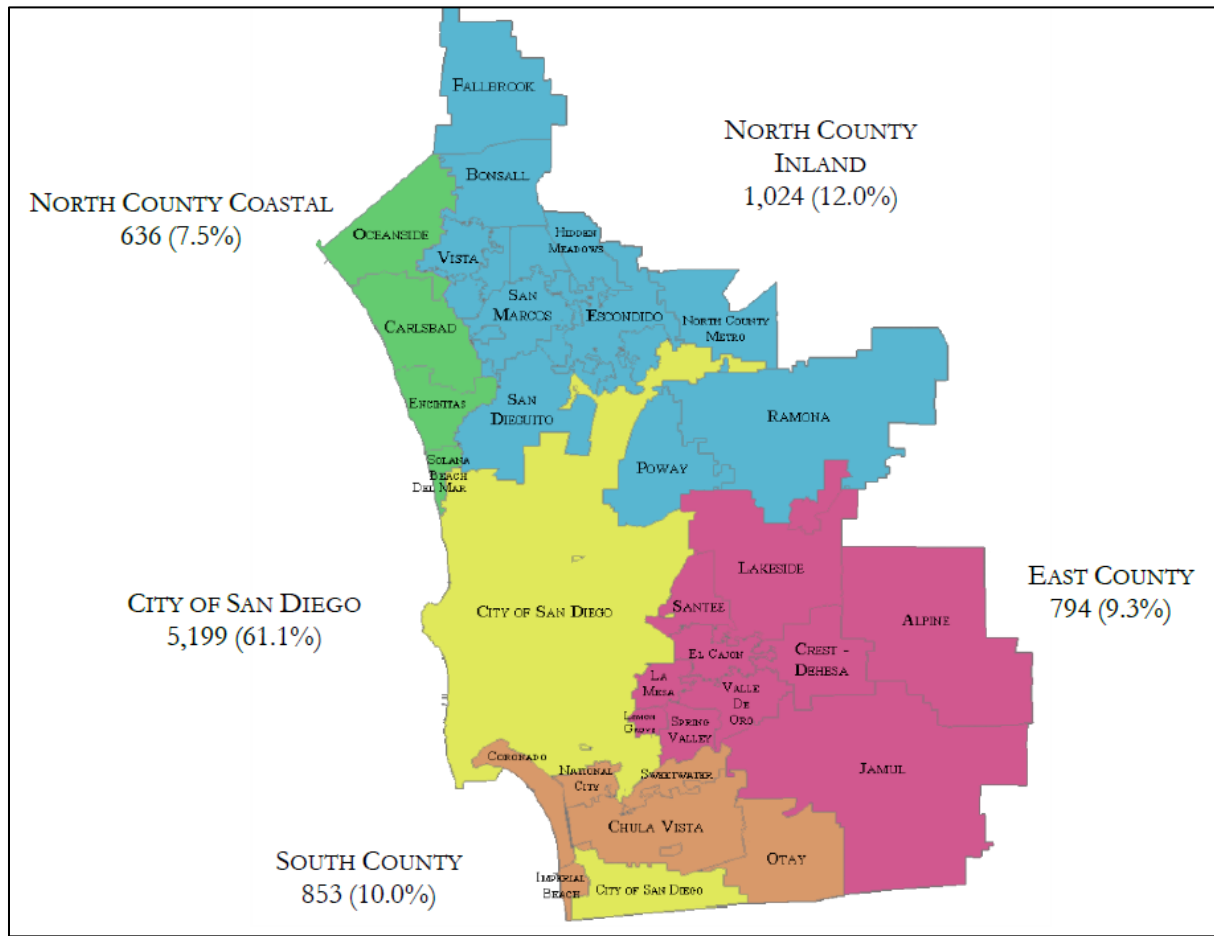 FALLBROOK
NORTH COUNTY
INLAND
1,024 (12.0%)
BONSALL
NORTH COUNTY COASTAL
636 (7.5%)
OCEANSIDE
HIDDEN
MEADOWS
VISTA
SAN
MARCOS
ESCONDIDO
NORTH COUNTY
METRO
CARLSBAD
ENCINITAS
SAN
DIEGUITO
RAMONA
POWAY
SOLANA
BEACH
DEL MAR
LAKESIDE
EAST COUNTY
794 (9.3%)
CITY OF SAN DIEGO
5,199 (61.1%)
CITY OF SAN DIEGO
SANTEE
ALPINE
EL CAJON
CREST -
DEHESA
LA
MESA
VALLE
DE
ORO
LEMON
GROVE
SPRING
VALLEY
CORONADO
NATIONAL
CITY
SWEETWATER
JAMUL
CHULA VISTA
OTAY
SOUTH COUNTY
853 (10.0%)
IMPERIAL
BEACH
CITY OF SAN DIEGO